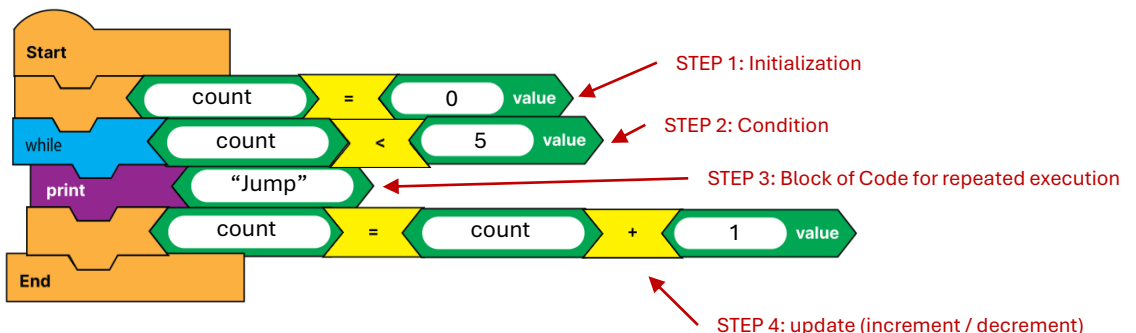 Start
count = 0 value
STEP 1: Initialization
while count < 5 value
STEP 2: Condition
print “Jump”
STEP 3: Block of Code for repeated execution
count = count + 1 value
End
STEP 4: update (increment / decrement)